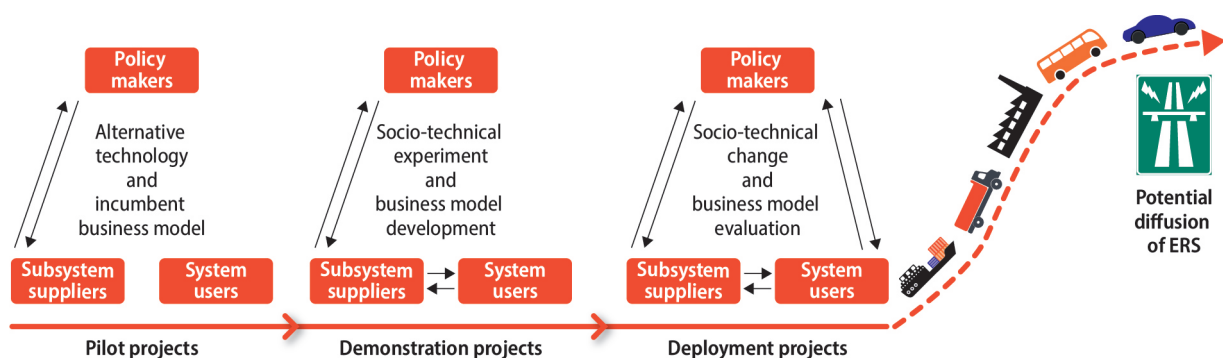 Policy
makers
Alternative
technology
and
incumbent
business model
Subsystem
suppliers
System
users
Pilot projects
Policy
makers
Socio-technical
experiment
and
business model
development
Subsystem
suppliers
System
users
Demonstration projects
Policy
makers
Socio-technical
change
and
business model
evaluation
Subsystem
suppliers
System
users
Deployment projects
Potential
diffusion
of ERS